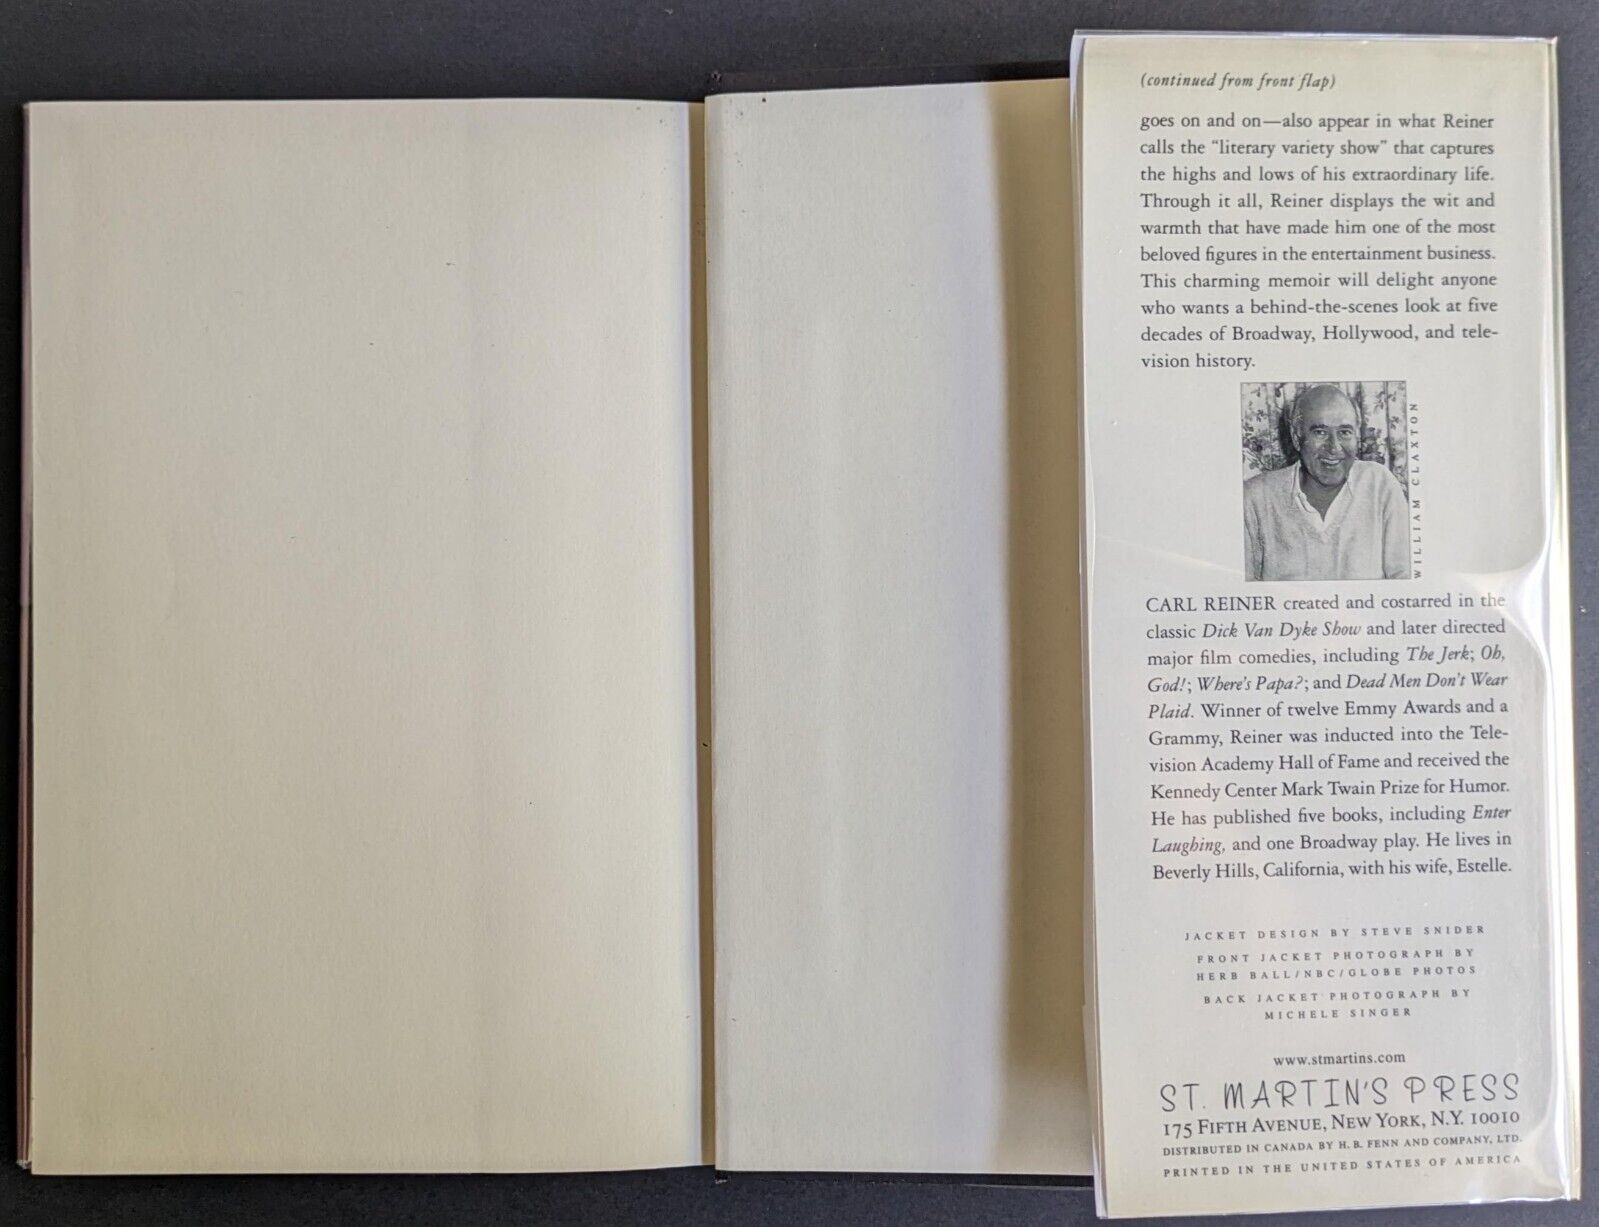 (continued from front flap)
goes on and on—also appear in what Reiner
calls the "literary variety show" that captures
the highs and lows of his extraordinary life.
Through it all, Reiner displays the wit and
warmth that have made him one of the most
beloved figures in the entertainment business.
This charming memoir will delight anyone
who wants a behind-the-scenes look at five
decades of Broadway, Hollywood, and tele-
vision history.
WILLIAM CLAXTON
CARL REINER created and costarred in the
classic Dick Van Dyke Show and later directed
major film comedies, including The Jerk; Oh,
God!; Where's Papa?; and Dead Men Don't Wear
Plaid. Winner of twelve Emmy Awards and a
Grammy, Reiner was inducted into the Tele-
vision Academy Hall of Fame and received the
Kennedy Center Mark Twain Prize for Humor.
He has published five books, including Enter
Laughing, and one Broadway play. He lives in
Beverly Hills, California, with his wife, Estelle.
JACKET DESIGN BY STEVE SNIDER
FRONT JACKET PHOTOGRAPH BY
HERB BALL/NBC/GLOBE PHOTOS
BACK JACKET PHOTOGRAPH BY
MICHELE SINGER
www.stmartins.com
ST. MARTIN'S PRESS
175 FIFTH AVENUE, NEW YORK, N.Y. 10010
DISTRIBUTED IN CANADA BY H. B. FENN AND COMPANY, LTD.
PRINTED IN THE UNITED STATES OF AMERICA